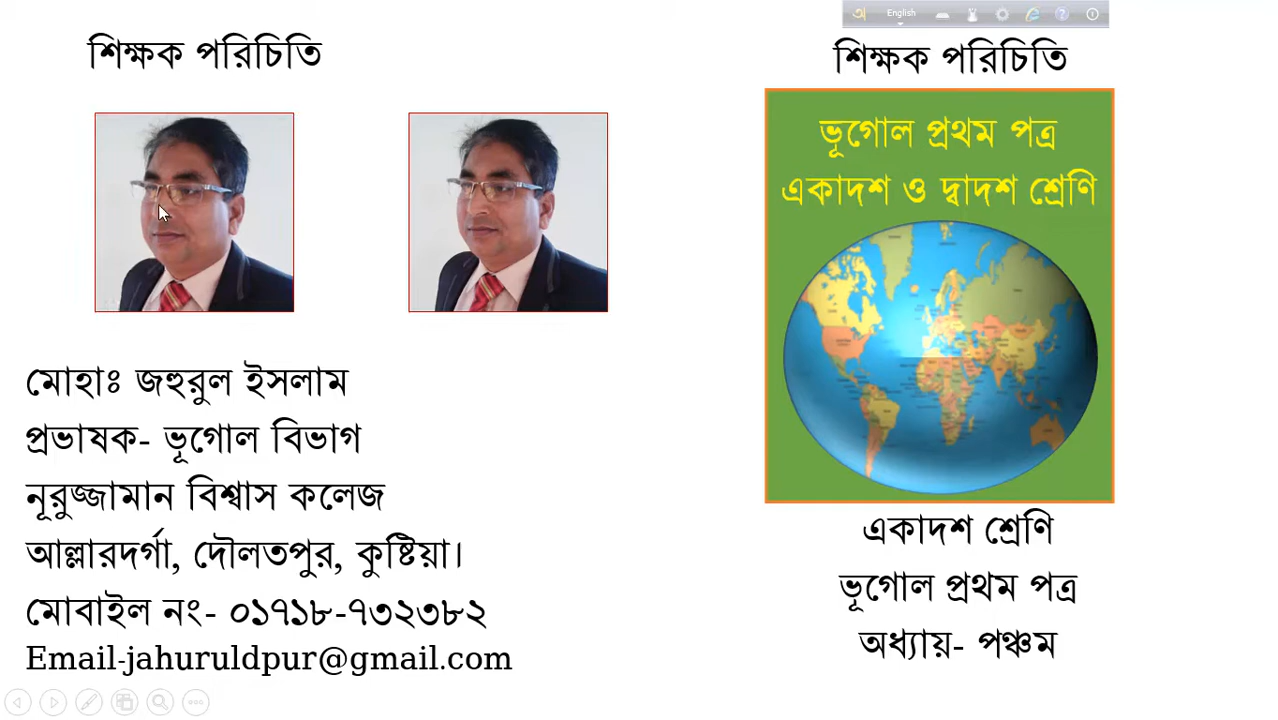 শিক্ষক পরিচিতি
মোহাঃ জহুরুল ইসলাম
প্রভাষক- ভূগোল বিভাগ
নূরুজ্জামান বিশ্বাস কলেজ
আল্লারদর্গা, দৌলতপুর, কুষ্টিয়া।
মোবাইল নং- ০১৭১৮-৭৩২৩৮২
Email-jahuruldpur@gmail.com
অ English
শিক্ষক পরিচিতি
ভূগোল প্রথম পত্র
একাদশ ও দ্বাদশ শ্রেণি
একাদশ শ্রেণি
ভূগোল প্রথম পত্র
অধ্যায়- পঞ্চম